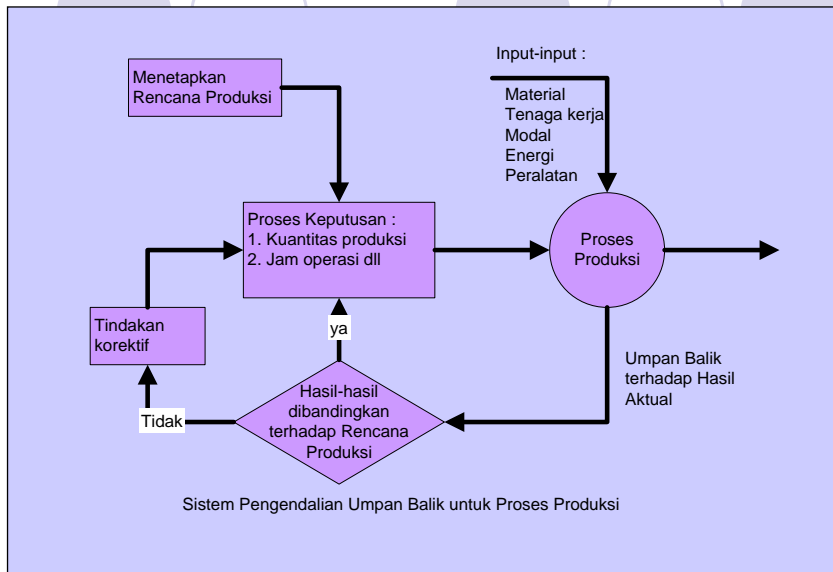 Menetapkan
Rencana Produksi
Input-input :
Material
Tenaga kerja
Modal
Energi
Peralatan
Proses Keputusan :
1. Kuantitas produksi
2. Jam operasi dll
Proses
Produksi
Tindakan
korektif
ya
Umpan Balik
terhadap Hasil
Aktual
Hasil-hasil
dibandingkan
terhadap Rencana
Produksi
Tidak
Sistem Pengendalian Umpan Balik untuk Proses Produksi